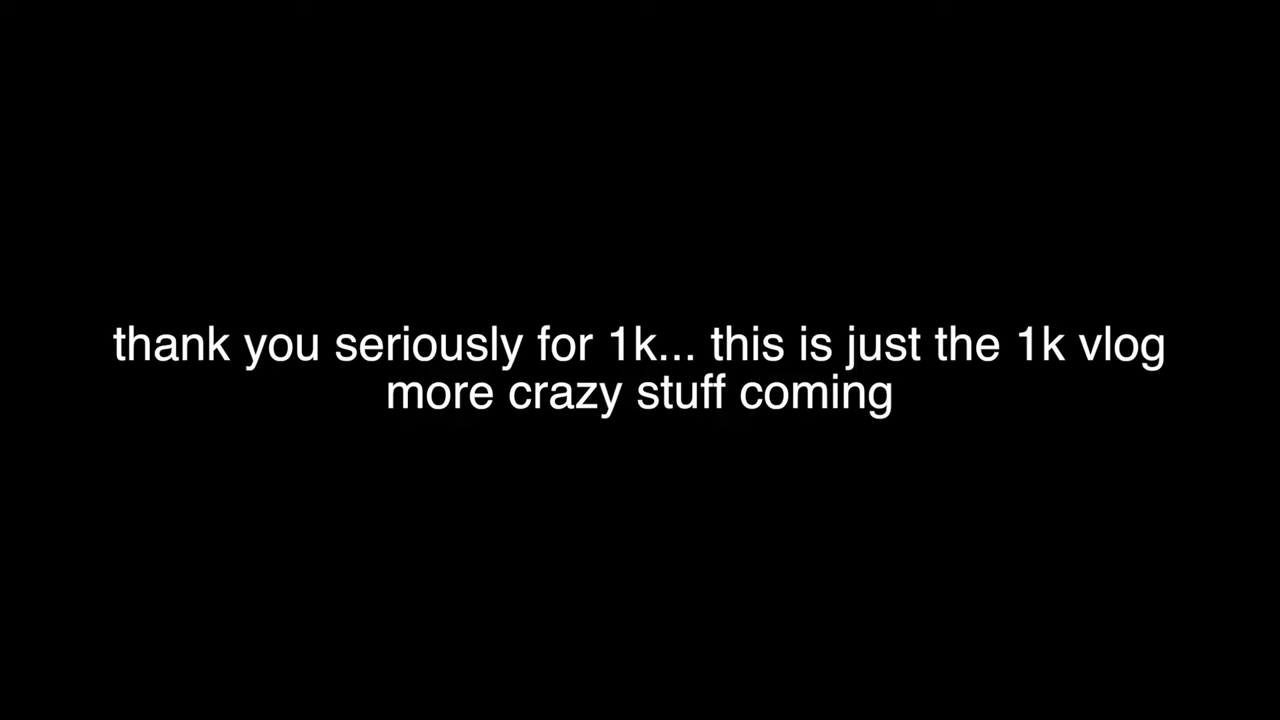 thank you seriously for 1k... this is just the 1k vlog
more crazy stuff coming